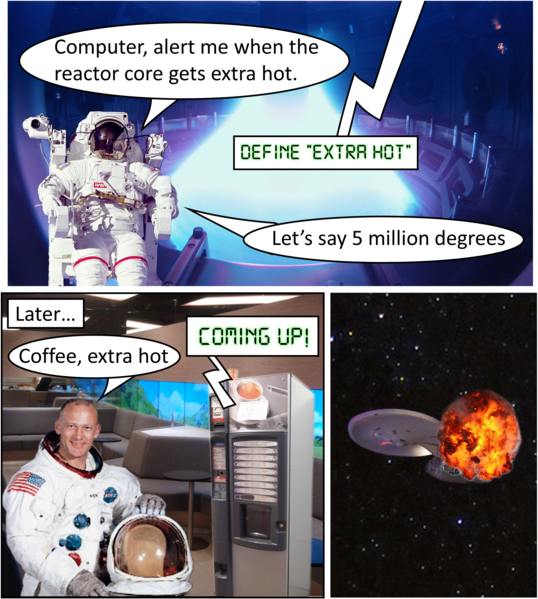 Computer, alert me when the
reactor core gets extra hot.
DEFINE "EXTRA HOT"
Let's say 5 million degrees
Later...
Coffee, extra hot
COMING UP!